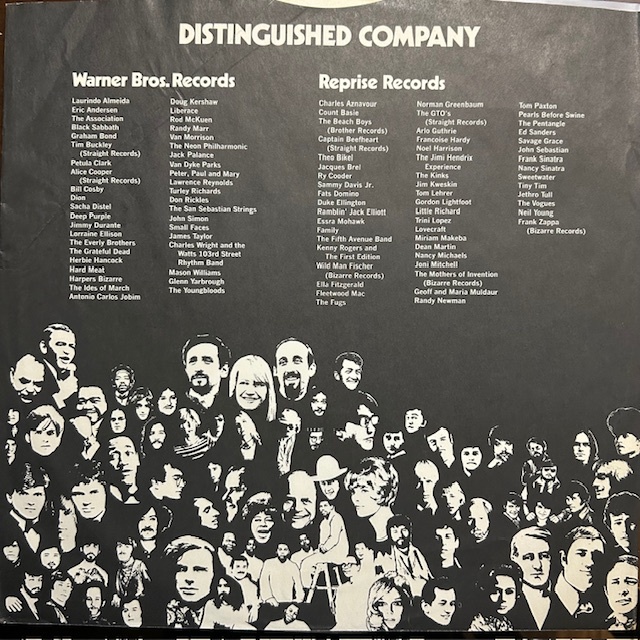 DISTINGUISHED COMPANY
Warner Bros. Records
Laurindo Almeida
Eric Andersen
The Association
Black Sabbath
Graham Bond
Tim Buckley
(Straight Records)
Petula Clark
Alice Cooper
(Straight Records)
Bill Cosby
Dion
Sacha Distel
Deep Purple
Jimmy Durante
Lorraine Ellison
The Everly Brothers
The Grateful Dead
Herbie Hancock
Hard Meat
Harpers Bizarre
The Ides of March
Antonio Carlos Jobim
Doug Kershaw
Liberace
Rod McKuen
Randy Marr
Van Morrison
The Neon Philharmonic
Jack Palance
Van Dyke Parks
Peter, Paul and Mary
Lawrence Reynolds
Turley Richards
Don Rickles
The San Sebastian Strings
John Simon
Small Faces
James Taylor
Charles Wright and the
Watts 103rd Street
Rhythm Band
Mason Williams
Glenn Yarbrough
The Youngbloods
Reprise Records
Charles Aznavour
Count Basie
The Beach Boys
(Brother Records)
Captain Beefheart
(Straight Records)
Theo Bikel
Jacques Brel
Ry Cooder
Sammy Davis Jr.
Fats Domino
Duke Ellington
Ramblin' Jack Elliott
Essra Mohawk
Family
The Fifth Avenue Band
Kenny Rogers and
The First Edition
Wild Man Fischer
(Bizarre Records)
Ella Fitzgerald
Fleetwood Mac
The Fugs
Norman Greenbaum
The GTO's
(Straight Records)
Arlo Guthrie
Francoise Hardy
Noel Harrison
The Jimi Hendrix
Experience
The Kinks
Jim Kweskin
Tom Lehrer
Gordon Lightfoot
Little Richard
Trini Lopez
Lovecraft
Miriam Makeba
Dean Martin
Nancy Michaels
Joni Mitchell
The Mothers of Invention
(Bizarre Records)
Geoff and Maria Muldaur
Randy Newman
Tom Paxton
Pearls Before Swine
The Pentangle
Ed Sanders
Savage Grace
John Sebastian
Frank Sinatra
Nancy Sinatra
Sweetwater
Tiny Tim
Jethro Tull
The Vogues
Neil Young
Frank Zappa
(Bizarre Records)